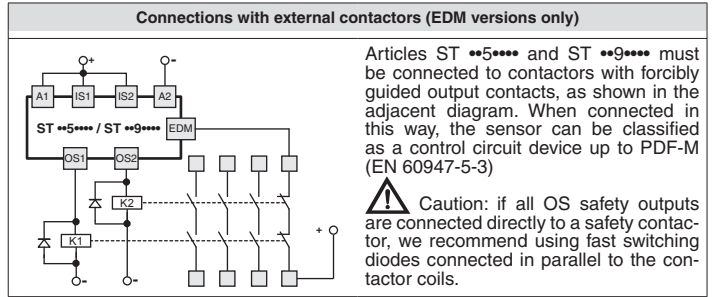 Connections with external contactors (EDM versions only)
+
-
A1 IS1 IS2 A2
ST ••5•••• / ST ••9•••• EDM
OS1 OS2
K2
K1
+
- -
Articles ST ••5•••• and ST ••9•••• must
be connected to contactors with forcibly
guided output contacts, as shown in the
adjacent diagram. When connected in
this way, the sensor can be classified
as a control circuit device up to PDF-M
(EN 60947-5-3)
! Caution: if all OS safety outputs
are connected directly to a safety contac-
tor, we recommend using fast switching
diodes connected in parallel to the con-
tactor coils.